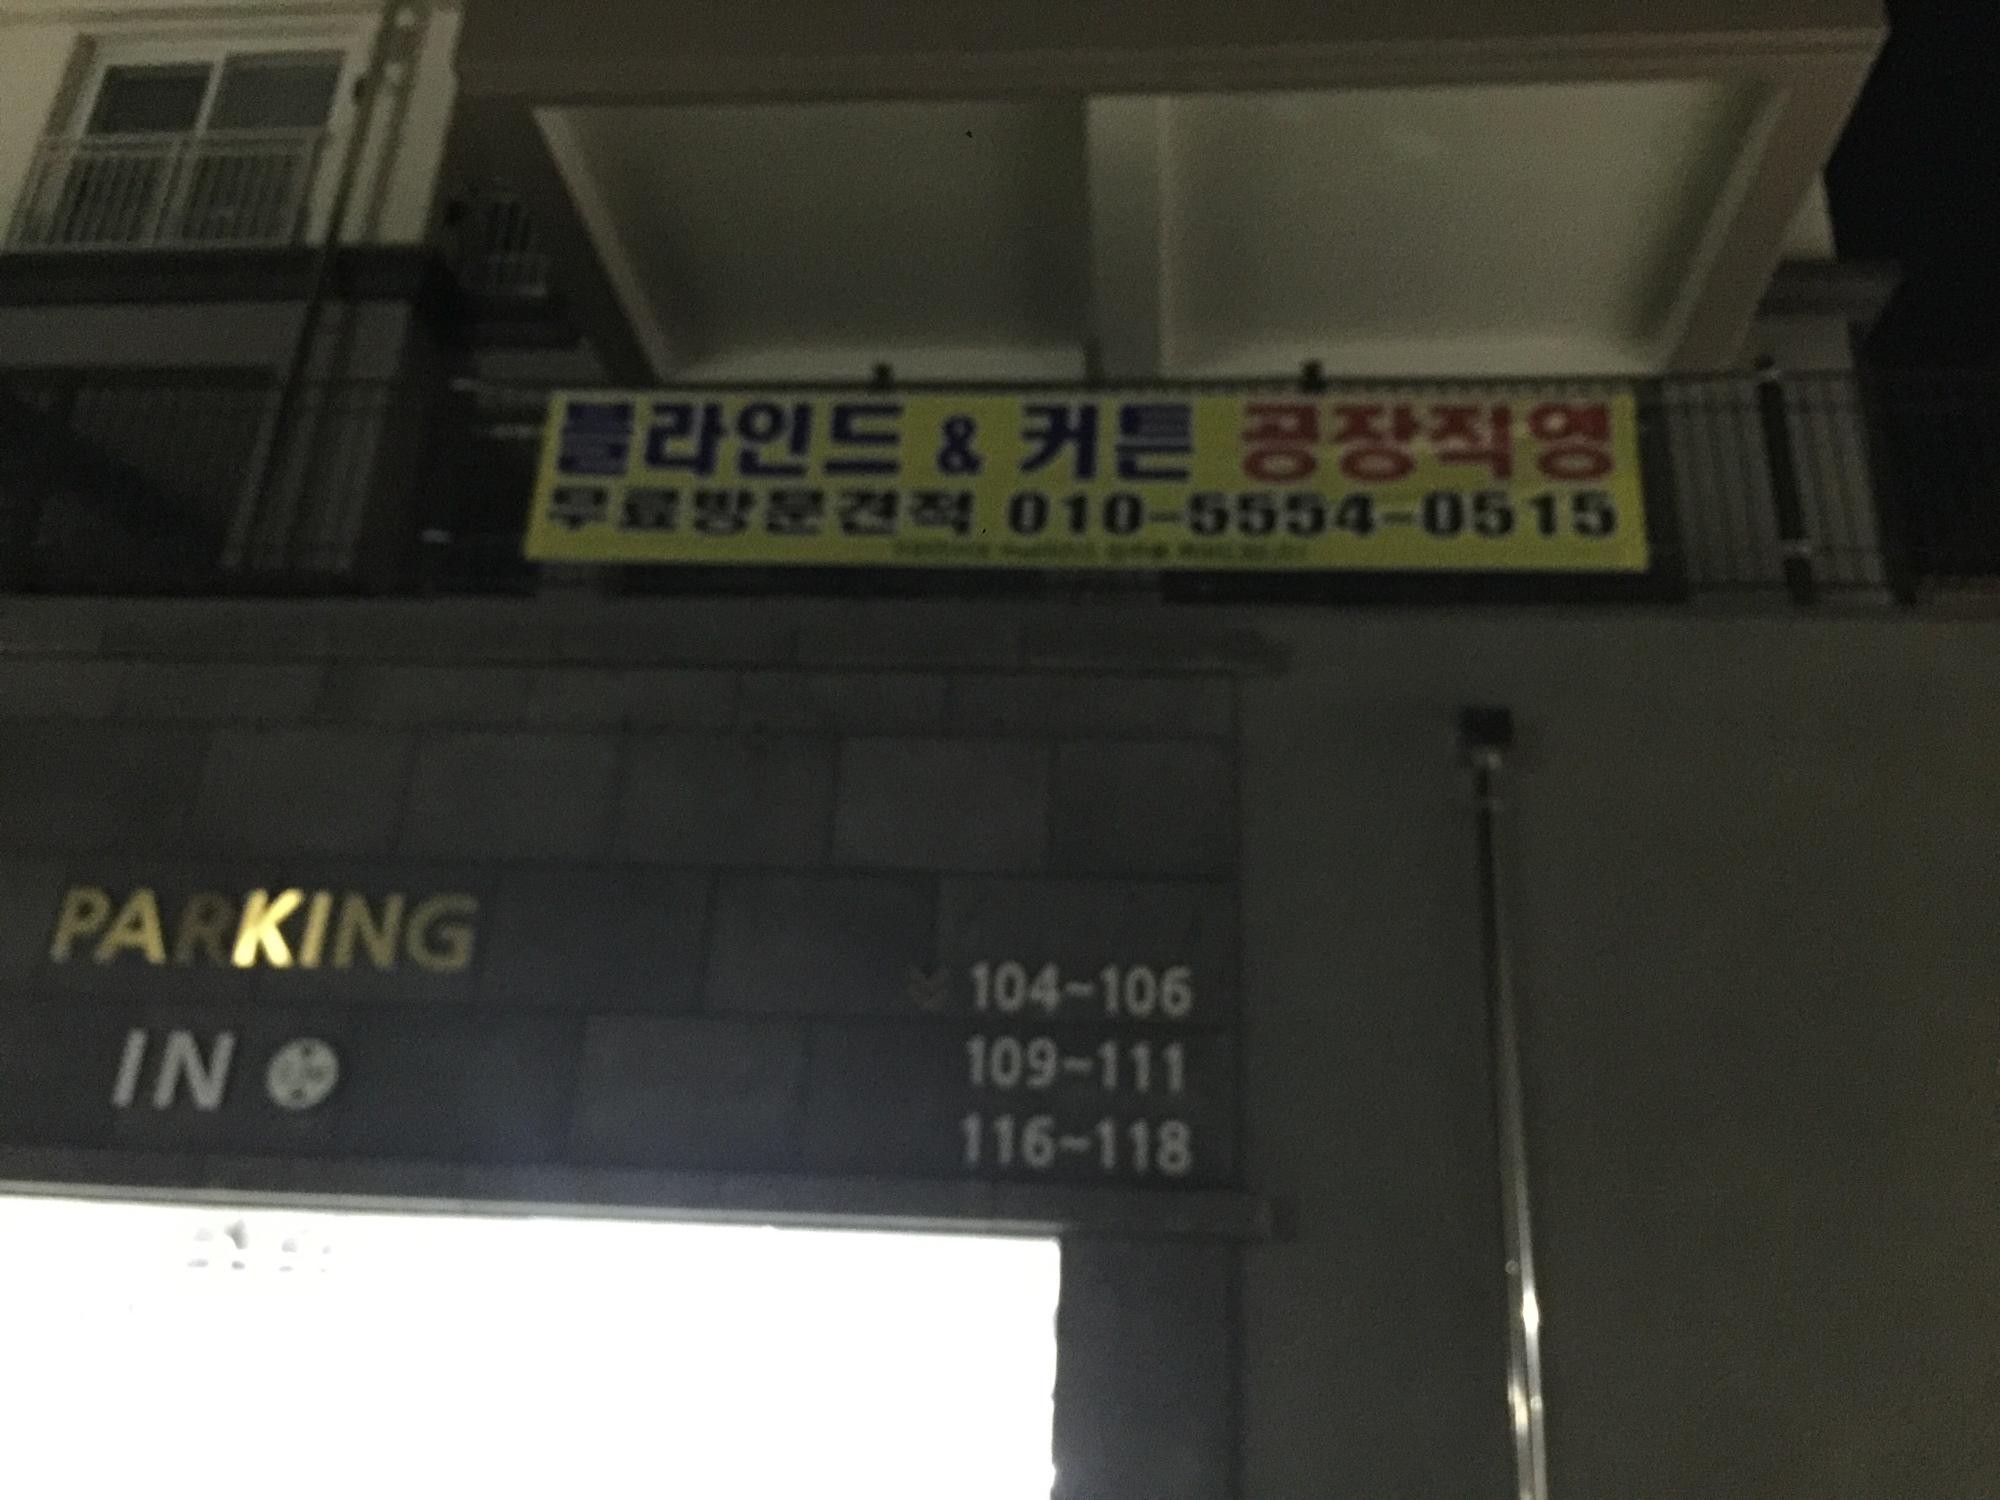 블라인드 & 커튼 공장직영
무료방문견적 010-5554-0515
PARKING
IN
104~106
109~111
116~118